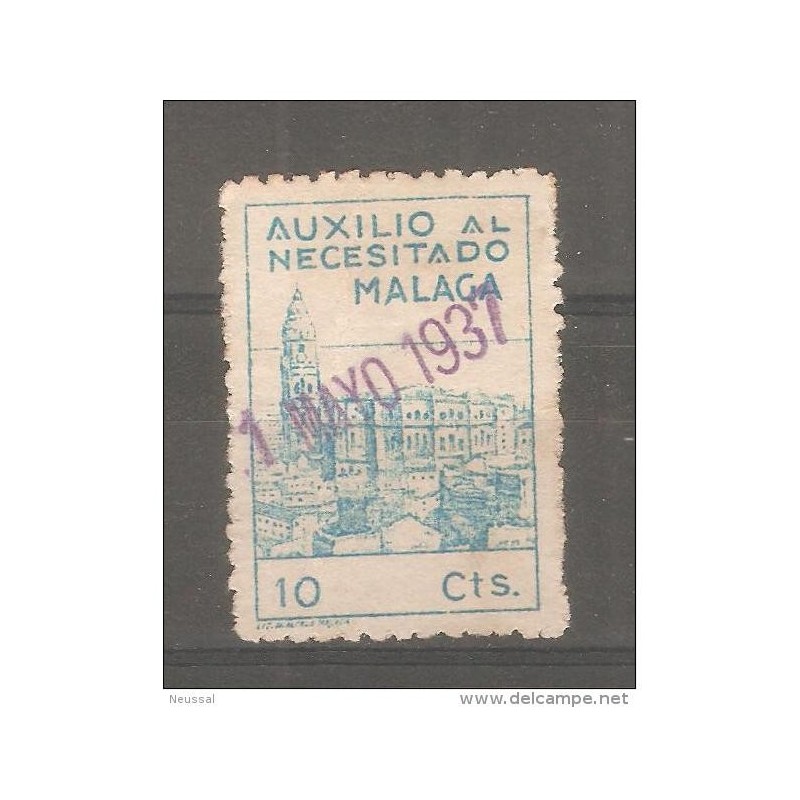 AUXILIO AL
NECESITADO
MALAGA
1 MAYO 1937
10 Cts.
Neussal
www.delcampe.net